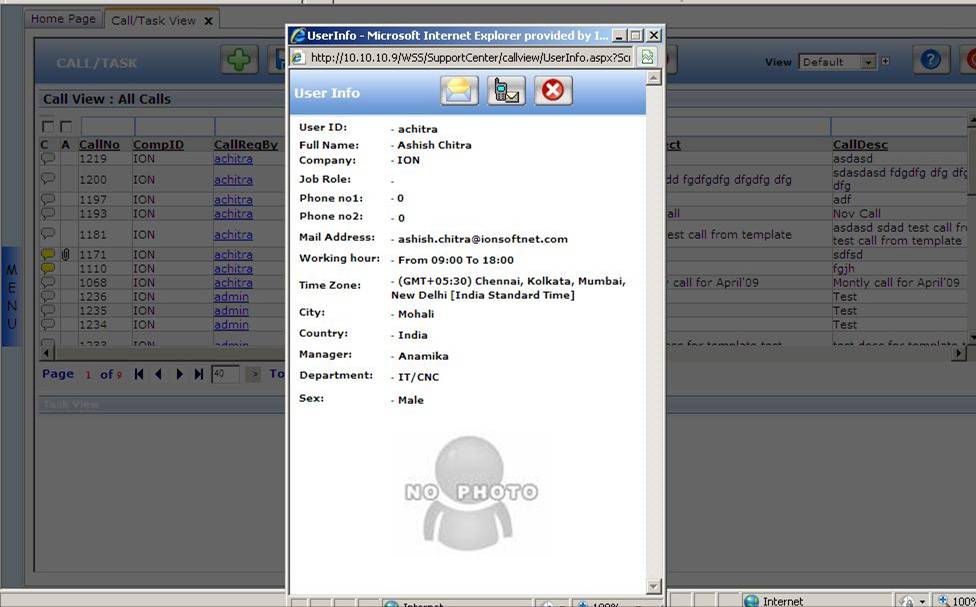 Home Page
Call/Task View x
CALL/TASK
View
Default
Call View : All Calls
C A CallNo CompID CallReqBy CallDesc
1219 ION achitra asdasd
1200 ION achitra dd fgdfgdfg dfgdfg dfg sdasdasd fdgdfg dfg
dfg
1197 ION achitra adf
1193 ION achitra all Nov Call
1181 ION achitra est call from template asdasd sdad test call
test call from template
1171 ION achitra sdfsd
1110 ION achitra fgjh
1068 ION achitra call for April'09 Montly call for April'09
1236 ION admin Test
1235 ION admin Test
1234 ION admin Test
Page 1 of 9 40 > To
Task View
MENU
UserInfo - Microsoft Internet Explorer provided by I...
http://10.10.10.9/WSS/SupportCenter/callview/UserInfo.aspx?Sc
User Info
User ID: - achitra
Full Name: - Ashish Chitra
Company: - ION
Job Role: -
Phone no1: - 0
Phone no2: - 0
Mail Address: - ashish.chitra@ionsoftnet.com
Working hour: - From 09:00 To 18:00
Time Zone: - (GMT+05:30) Chennai, Kolkata, Mumbai,
New Delhi [India Standard Time]
City: - Mohali
Country: - India
Manager: - Anamika
Department: - IT/CNC
Sex: - Male
NO PHOTO
Internet 100%
Internet 100%